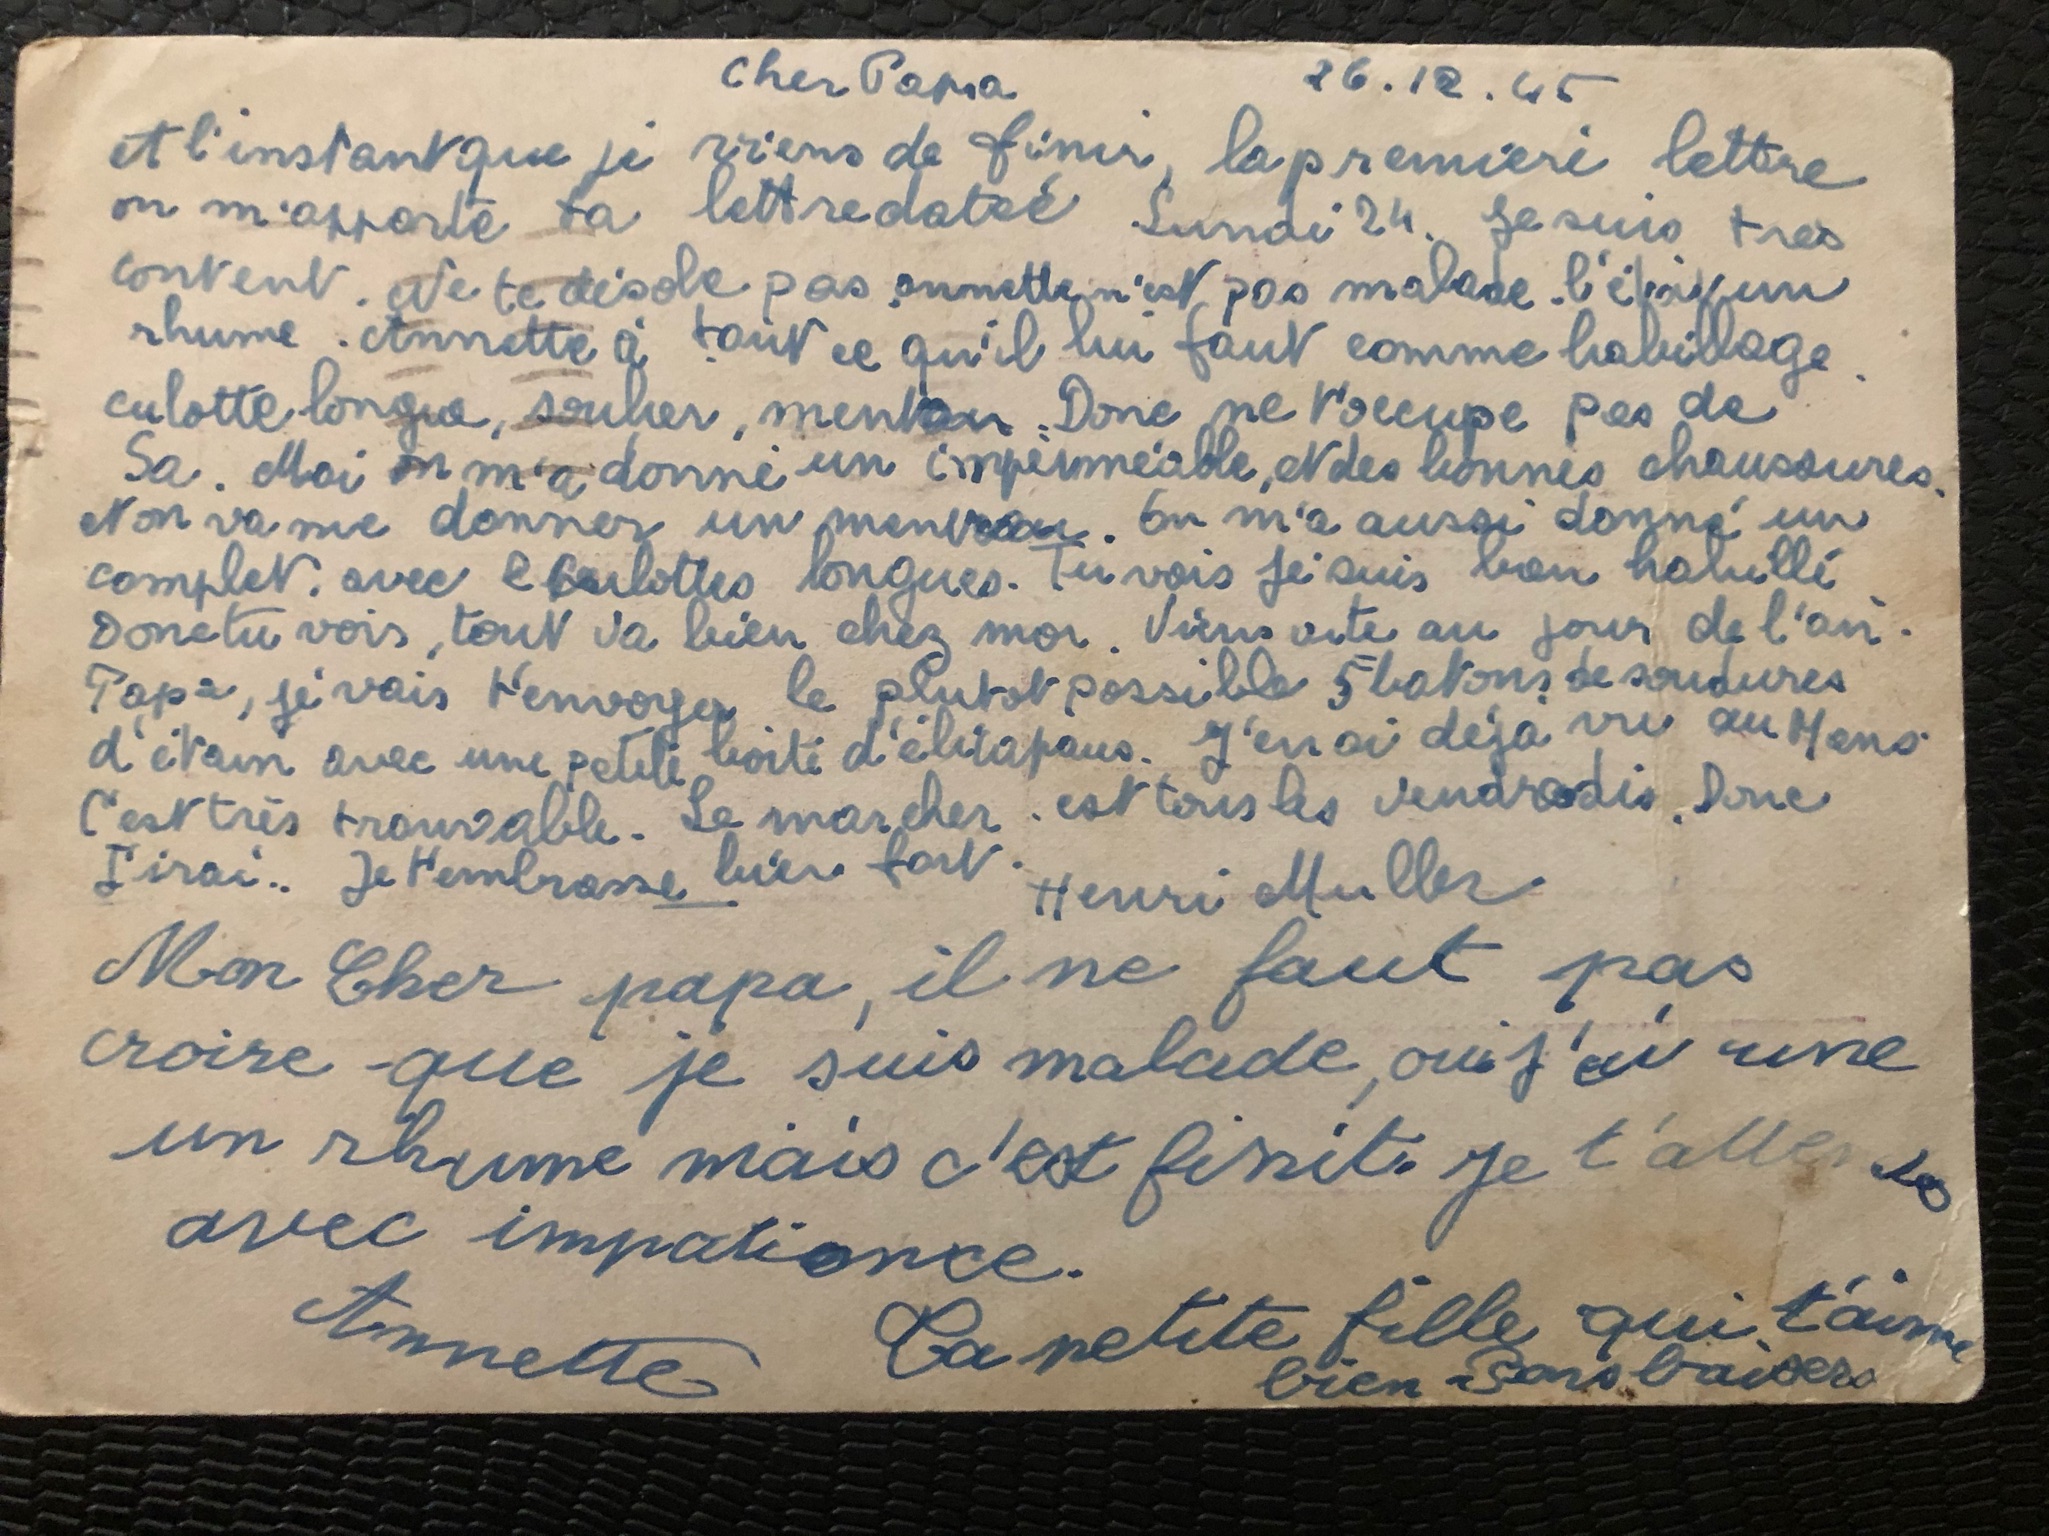 Cher Papa 26.12.45
et l'instant que je viens de finir, la premieri lettre
on m'apporte ta lettre datéé Lundi 24. Je suis tres
content. Ne te désole pas annette n'est pas malade. C'était un
rhume. Annette à tout ce qu'il lui faut comme habillage.
culotte longue, soulier, mentau. Donc ne t'occupe pas de
Sa. Moi on m'a donné un imperméable, et des bonnes chaussures.
et on va me donner un menteau. On m'a aussi donné un
complet. avec 2 culottes longues. Tu vois je suis bien habillé
Donc tu vois, tout va bien chez moi. Viens vite au jour de l'an.
Papa, je vais t'envoyer le plutot possible 5 batons de soudures
d'étain avec une petite boite d' J'en ai déjà vu au Mans
C'est très trouvable. Le marcher. est tous les vendredis. Donc
J'irai.. Je t'embrasse bien fort.
Henri Muller
Mon Cher papa, il ne faut pas
croire que je suis malade, oui j'ai une
un rhume mais c'est finit. je t'attends
avec impatience.
Annette La petite fille qui t'aime
bien baisers